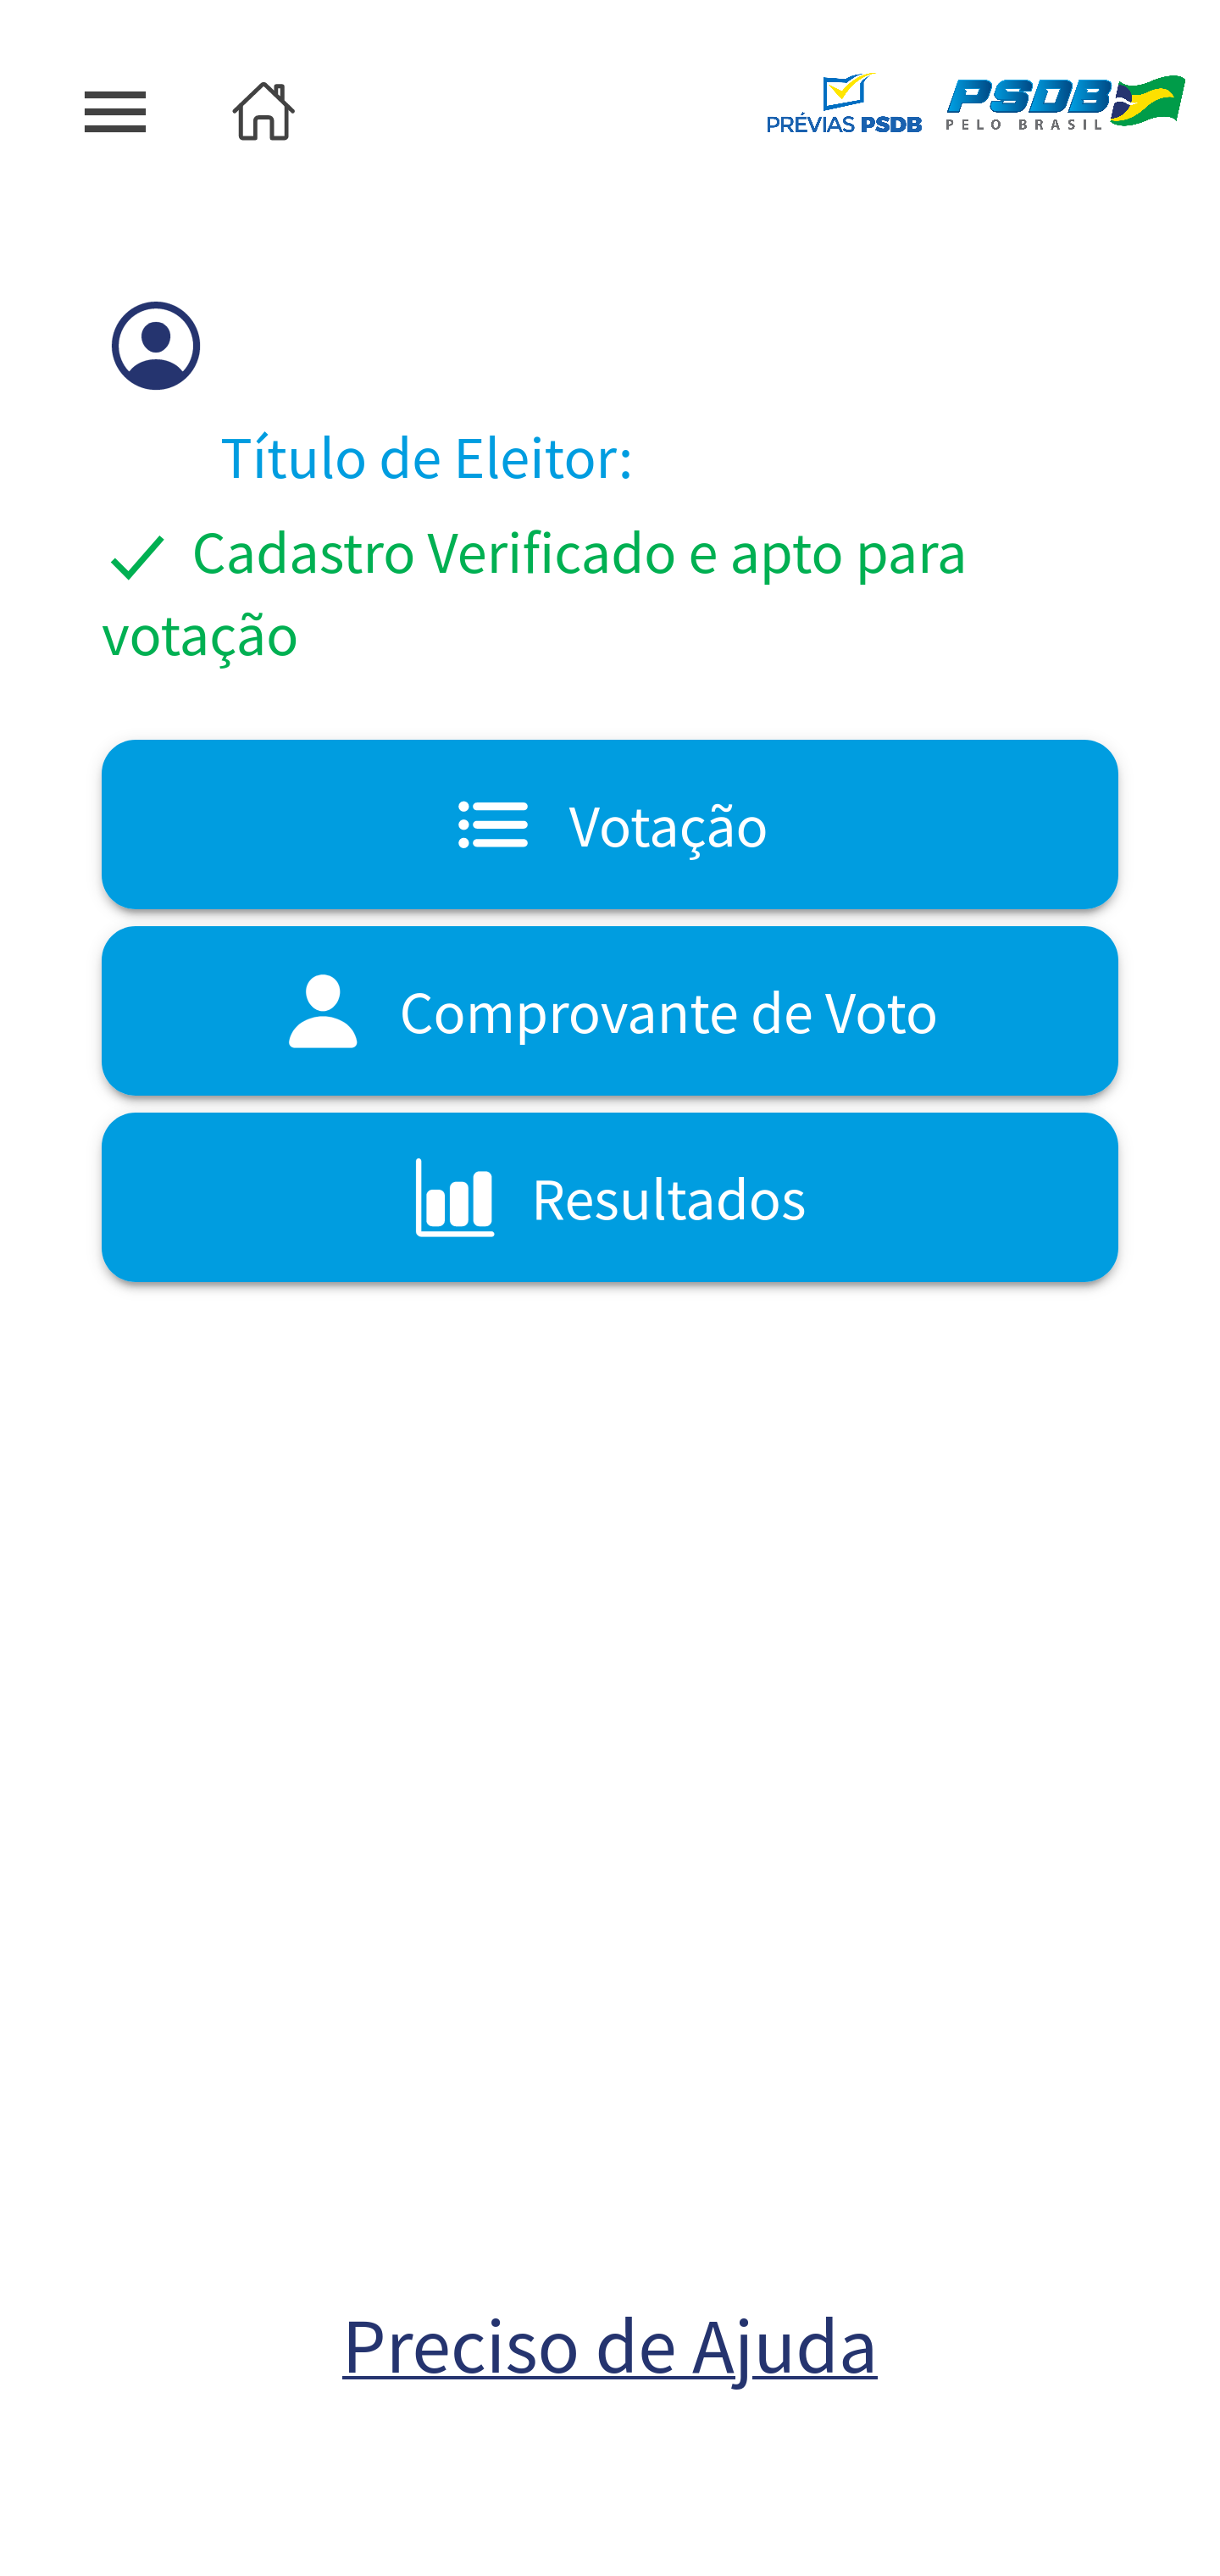 PRÉVIAS PSDB
PSDB
PELO BRASIL
Título de Eleitor:
Cadastro Verificado e apto para
votação
Votação
Comprovante de Voto
Resultados
Preciso de Ajuda